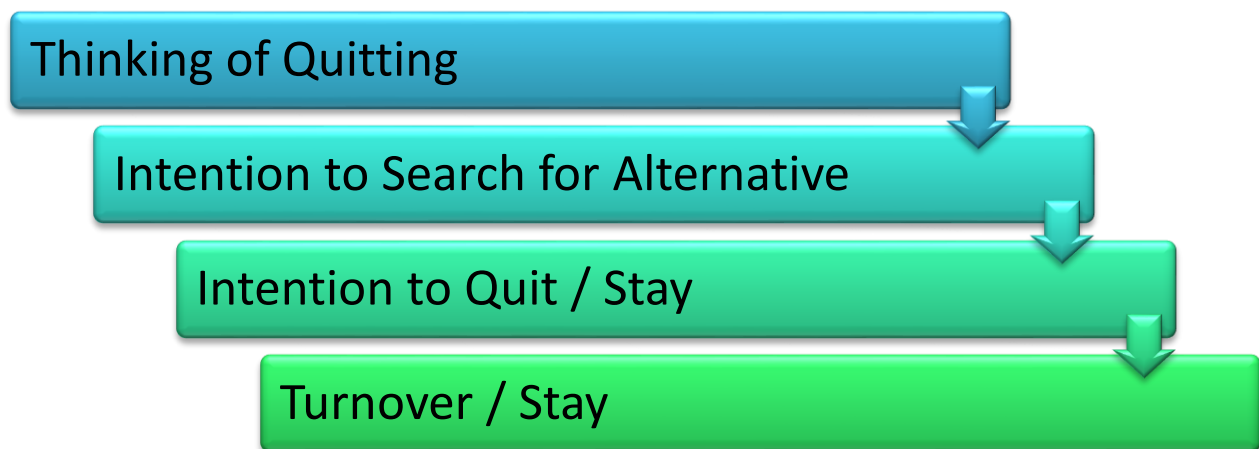 Thinking of Quitting
Intention to Search for Alternative
Intention to Quit / Stay
Turnover / Stay